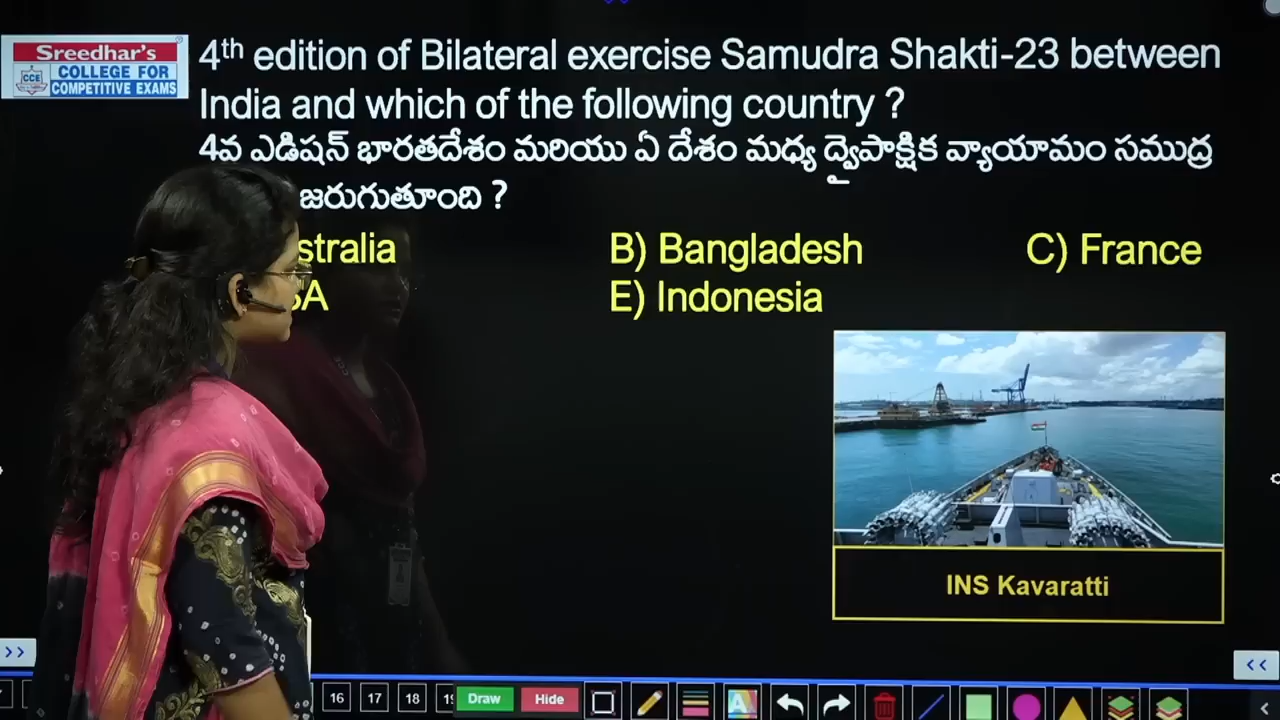 Sreedhar's
CCE
COLLEGE FOR
COMPETITIVE EXAMS
4th edition of Bilateral exercise Samudra Shakti-23 between
India and which of the following country ?
4వ ఎడిషన్ భారతదేశం మరియు ఏ దేశం మధ్య ద్వైపాక్షిక వ్యాయామం సముద్ర
జరుగుతూంది ?
stralia B) Bangladesh C) France
SA E) Indonesia
INS Kavaratti
>> <<
16 17 18 19 Draw Hide A <